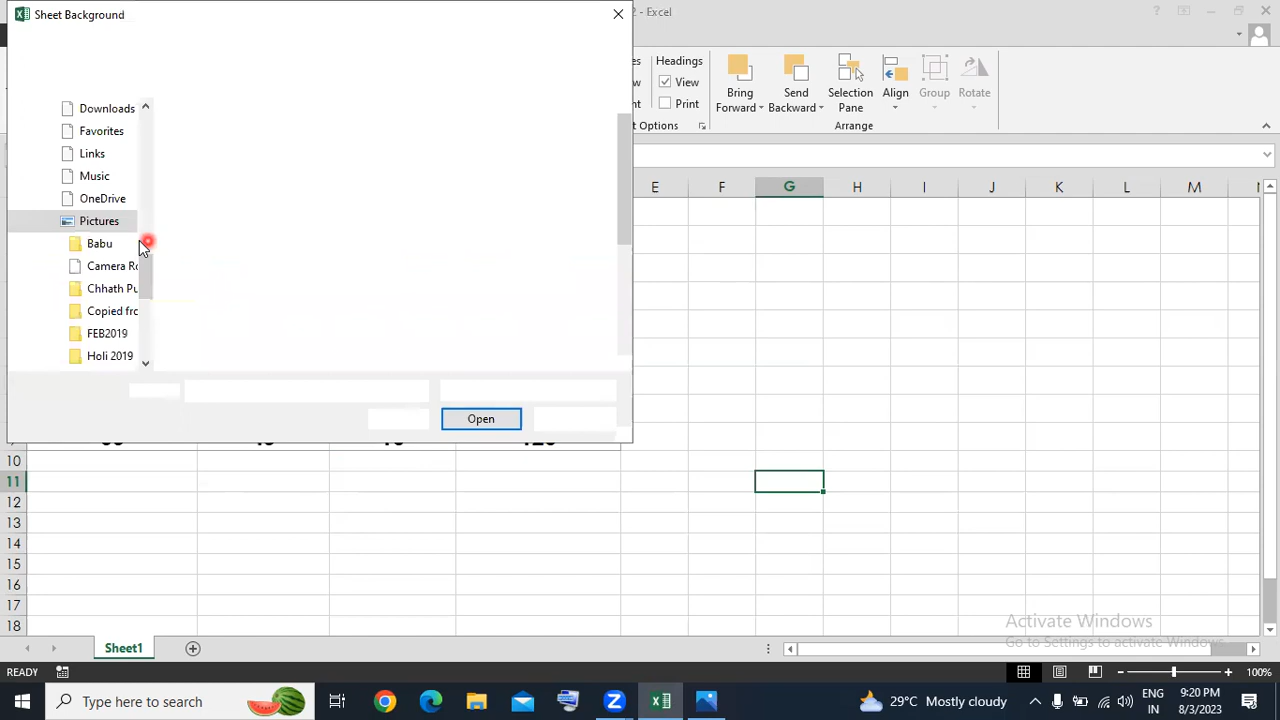 Sheet Background
2 - Excel
Downloads
Favorites
Links
Music
OneDrive
Pictures
Babu
Camera Ro
Chhath Pu
Copied fro
FEB2019
Holi 2019
Open
Headings
View
Print
t Options
Bring Forward
Send Backward
Selection Pane
Align
Group
Rotate
Arrange
E F G H I J K L M
10
11
12
13
14
15
16
17
18
Activate Windows
Go to Settings to activate Windows.
Sheet1
READY
100%
Type here to search
29°C Mostly cloudy
ENG
IN
9:20 PM
8/3/2023